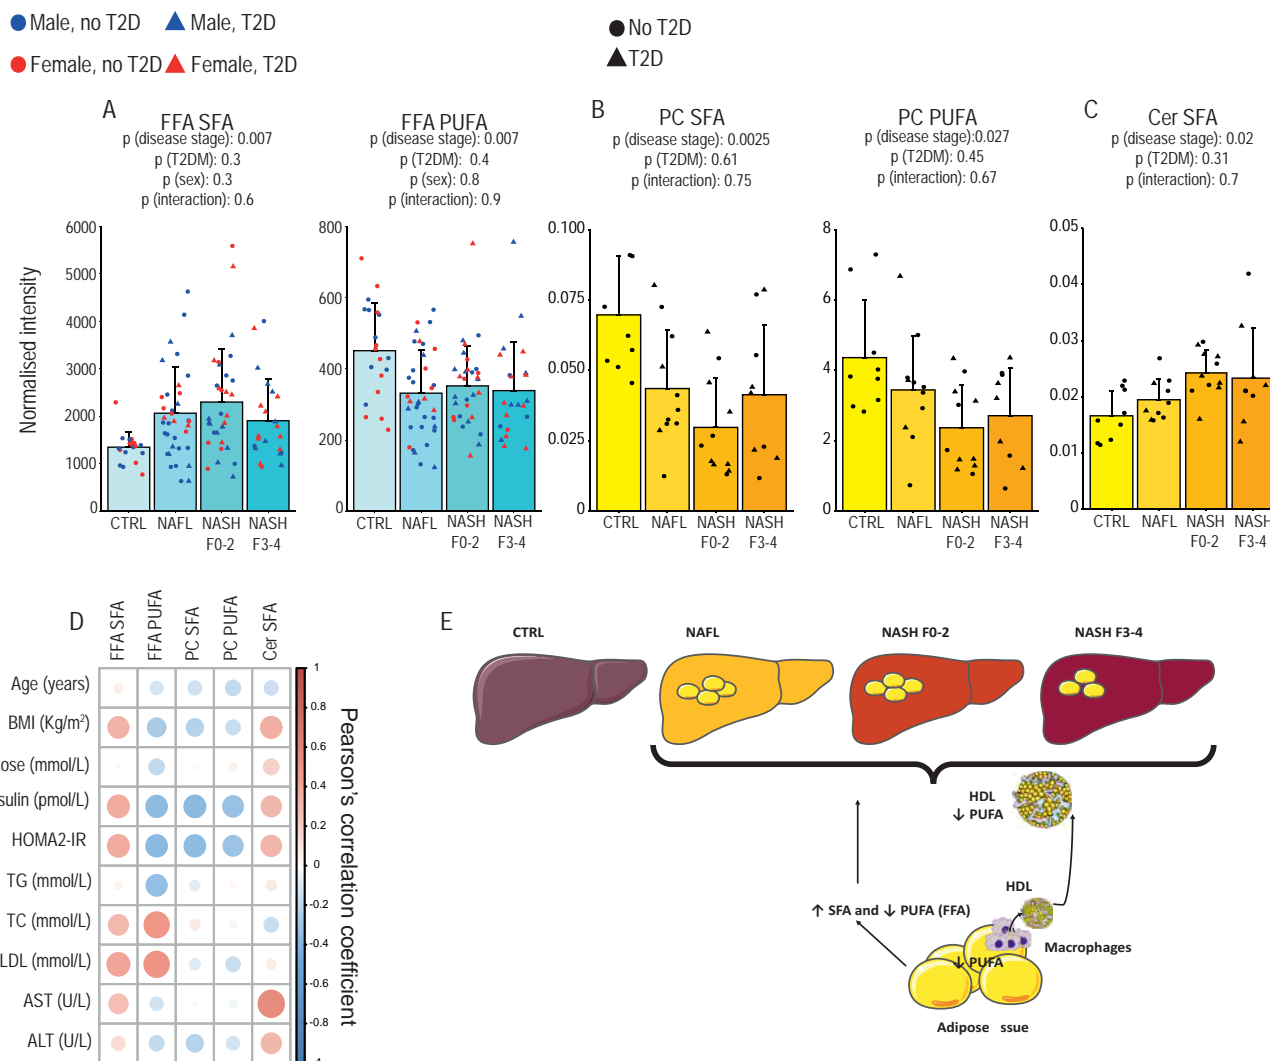 Male, no T2D
Male, T2D
Female, no T2D
Female, T2D
No T2D
T2D
A
FFA SFA
p (disease stage): 0.007
p (T2DM): 0.3
p (sex): 0.3
p (interaction): 0.6
FFA PUFA
p (disease stage): 0.007
p (T2DM): 0.4
p (sex): 0.8
p (interaction): 0.9
B
PC SFA
p (disease stage): 0.0025
p (T2DM): 0.61
p (interaction): 0.75
PC PUFA
p (disease stage):0.027
p (T2DM): 0.45
p (interaction): 0.67
C
Cer SFA
p (disease stage): 0.02
p (T2DM): 0.31
p (interaction): 0.7
Normalised intensity
6000
5000
4000
3000
2000
1000
0
CTRL
NAFL
NASH F0-2
NASH F3-4
800
600
400
200
0
CTRL
NAFL
NASH F0-2
NASH F3-4
0.100
0.075
0.050
0.025
0
CTRL
NAFL
NASH F0-2
NASH F3-4
8
6
4
2
0
CTRL
NAFL
NASH F0-2
NASH F3-4
0.05
0.04
0.03
0.02
0.01
0
CTRL
NAFL
NASH F0-2
NASH F3-4
D
FFA SFA
FFA PUFA
PC SFA
PC PUFA
Cer SFA
Age (years)
BMI (Kg/m²)
ose (mmol/L)
sulin (pmol/L)
HOMA2-IR
TG (mmol/L)
TC (mmol/L)
LDL (mmol/L)
AST (U/L)
ALT (U/L)
1
0.8
0.6
0.4
0.2
0
-0.2
-0.4
-0.6
-0.8
Pearson's correlation coefficient
E
CTRL
NAFL
NASH F0-2
NASH F3-4
HDL
↓ PUFA
HDL
↑ SFA and ↓ PUFA (FFA)
Macrophages
↓ PUFA
Adipose ssue